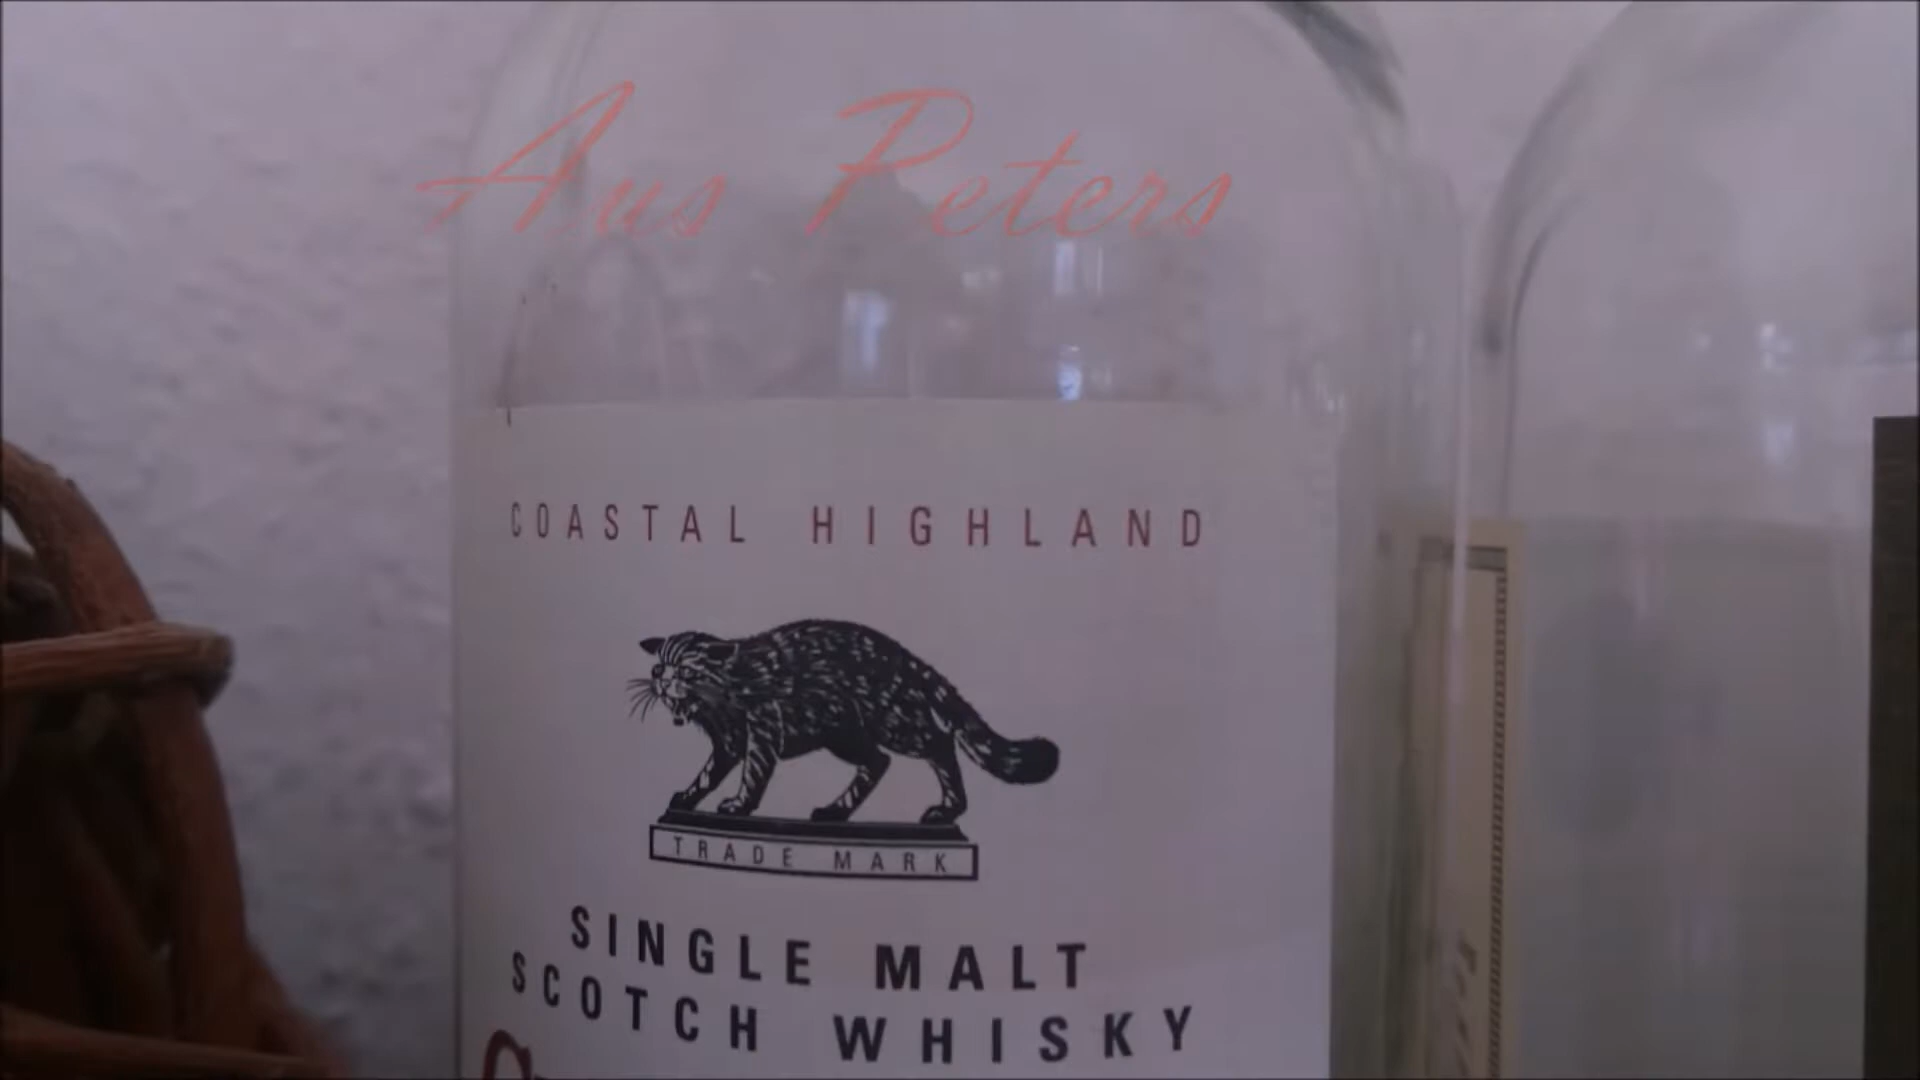 Aus Peters
COASTAL HIGHLAND
TRADE MARK
SINGLE MALT
SCOTCH WHISKY